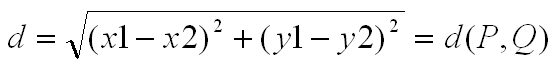 d = √((x1 − x2)² + (y1 − y2)²) = d(P,Q)